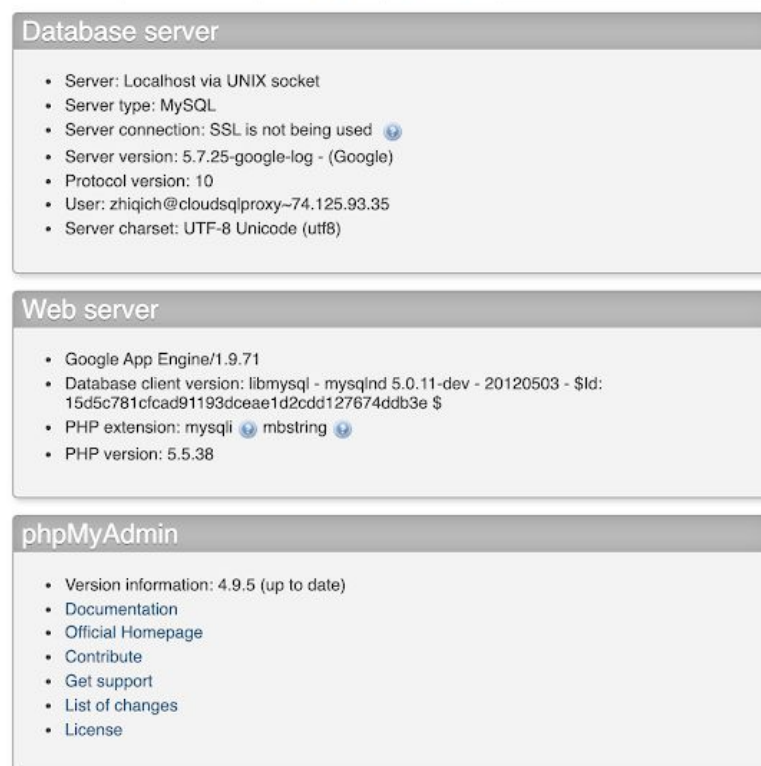 Database server
• Server: Localhost via UNIX socket
• Server type: MySQL
• Server connection: SSL is not being used
• Server version: 5.7.25-google-log - (Google)
• Protocol version: 10
• User: zhiqich@cloudsqlproxy~74.125.93.35
• Server charset: UTF-8 Unicode (utf8)
Web server
• Google App Engine/1.9.71
• Database client version: libmysql - mysqlnd 5.0.11-dev - 20120503 - $Id:
15d5c781cfcad91193dceae1d2cdd127674ddb3e $
• PHP extension: mysqli mbstring
• PHP version: 5.5.38
phpMyAdmin
• Version information: 4.9.5 (up to date)
• Documentation
• Official Homepage
• Contribute
• Get support
• List of changes
• License